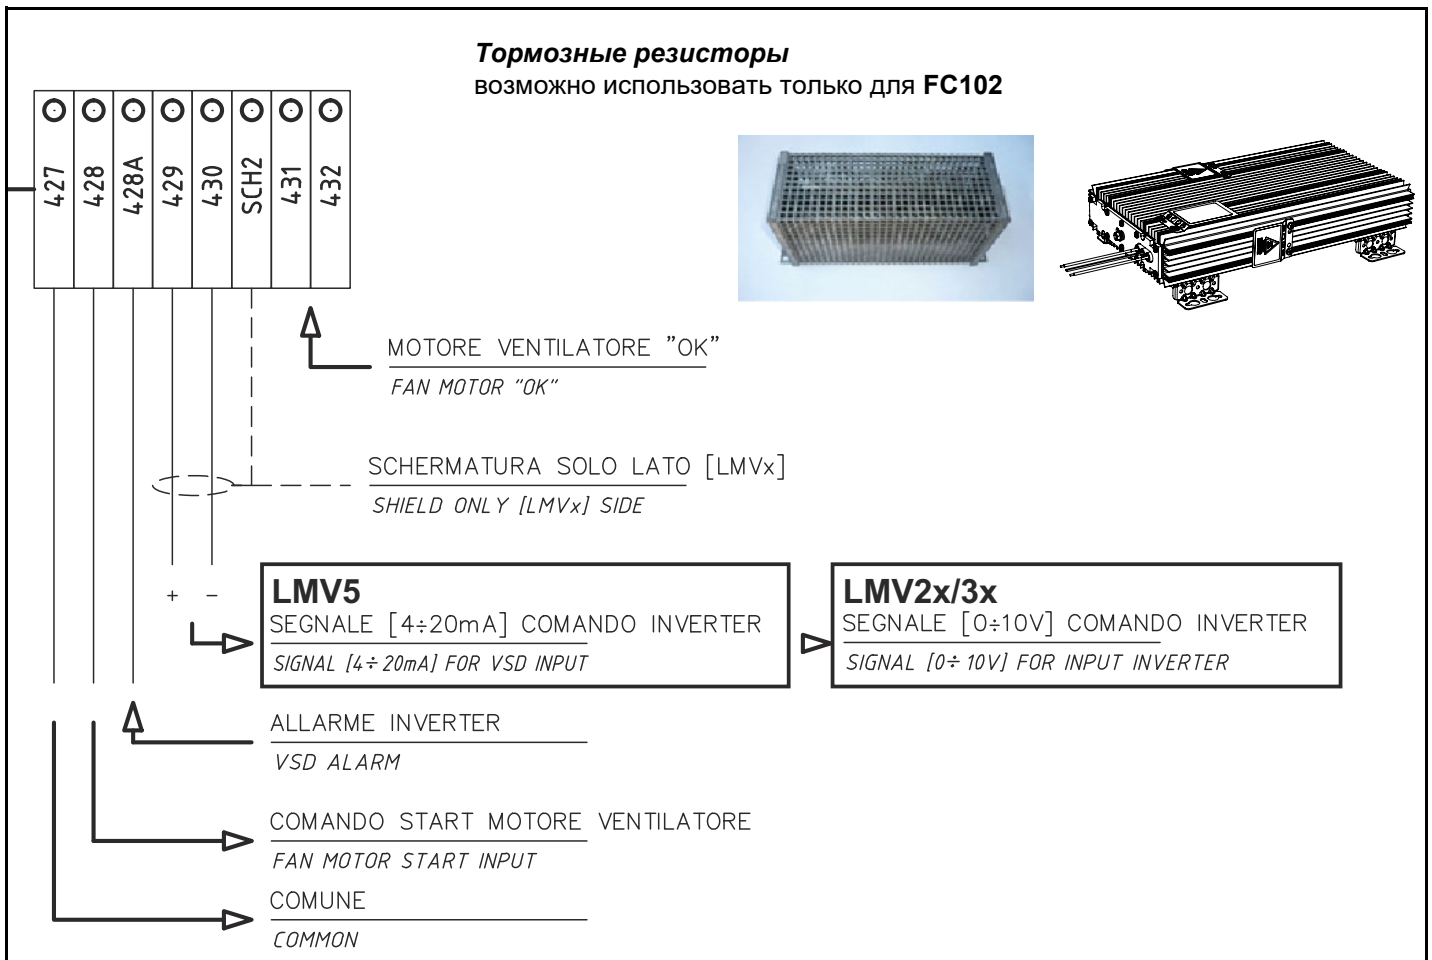 Тормозные резисторы
возможно использовать только для FC102
427
428
428A
429
430
SCH2
431
432
MOTORE VENTILATORE "OK"
FAN MOTOR "OK"
SCHERMATURA SOLO LATO [LMVx]
SHIELD ONLY [LMVx] SIDE
+ −
LMV5
SEGNALE [4÷20mA] COMANDO INVERTER
SIGNAL [4÷20mA] FOR VSD INPUT
LMV2x/3x
SEGNALE [0÷10V] COMANDO INVERTER
SIGNAL [0÷10V] FOR INPUT INVERTER
ALLARME INVERTER
VSD ALARM
COMANDO START MOTORE VENTILATORE
FAN MOTOR START INPUT
COMUNE
COMMON